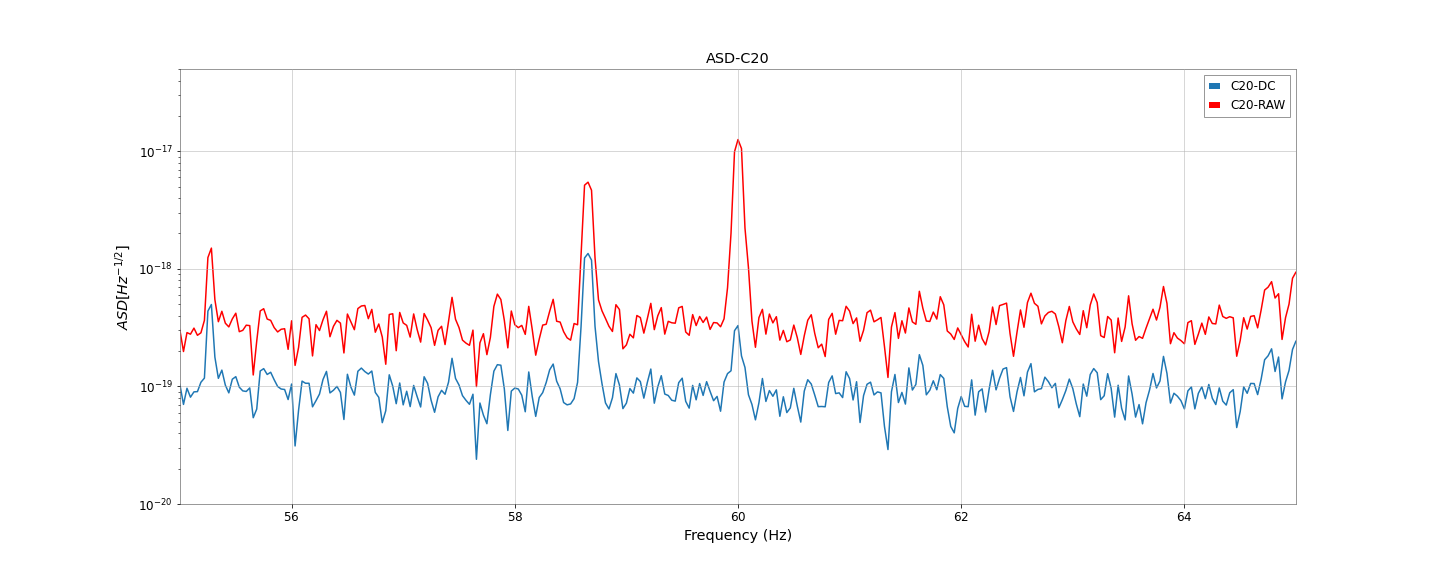 ASD-C20
C20-DC
C20-RAW
10⁻¹⁷
10⁻¹⁸
10⁻¹⁹
10⁻²⁰
ASD[Hz⁻¹/²]
56 58 60 62 64
Frequency (Hz)